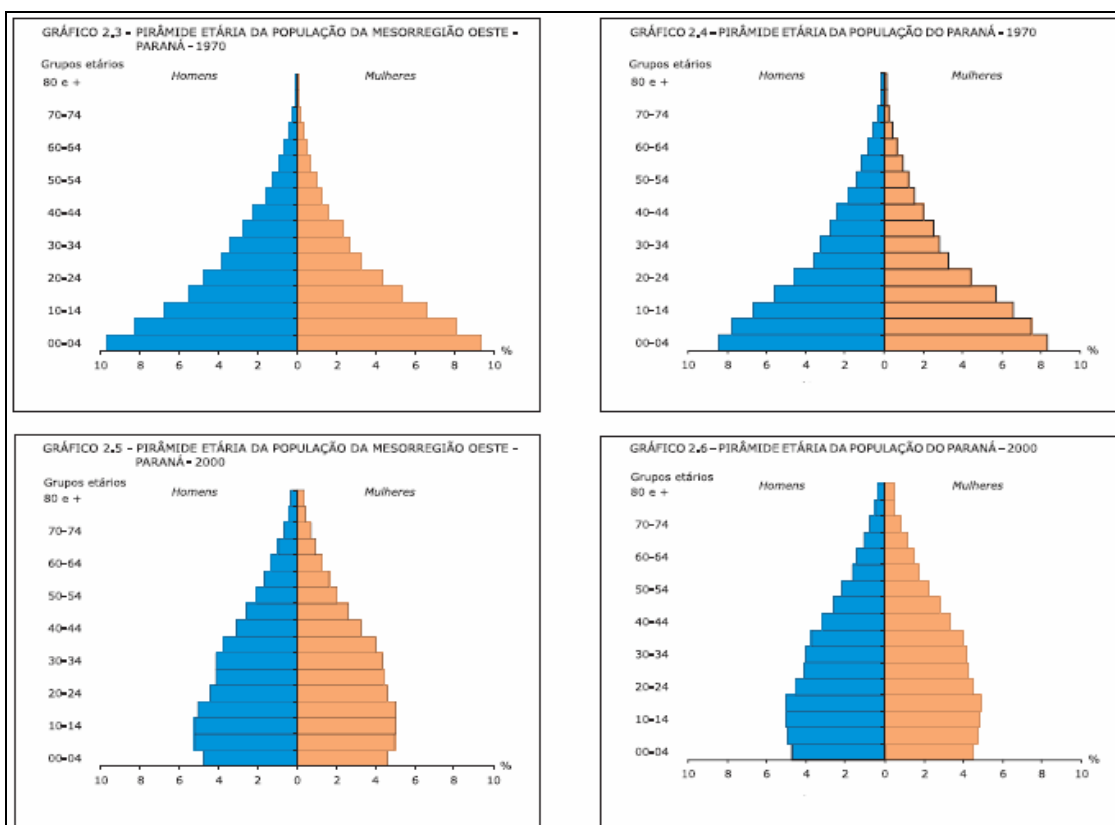 GRÁFICO 2.3 - PIRÂMIDE ETÁRIA DA POPULAÇÃO DA MESORREGIÃO OESTE -
PARANÁ - 1970
Grupos etários
Homens
Mulheres
80 e +
70-74
60-64
50-54
40-44
30-34
20-24
10-14
00-04
%
10 8 6 4 2 0 2 4 6 8 10
GRÁFICO 2.4 - PIRÂMIDE ETÁRIA DA POPULAÇÃO DO PARANÁ - 1970
Grupos etários
Homens
Mulheres
80 e +
70-74
60-64
50-54
40-44
30-34
20-24
10-14
00-04
%
10 8 6 4 2 0 2 4 6 8 10
GRÁFICO 2.5 - PIRÂMIDE ETÁRIA DA POPULAÇÃO DA MESORREGIÃO OESTE -
PARANÁ - 2000
Grupos etários
Homens
Mulheres
80 e +
70-74
60-64
50-54
40-44
30-34
20-24
10-14
00-04
%
10 8 6 4 2 0 2 4 6 8 10
GRÁFICO 2.6 - PIRÂMIDE ETÁRIA DA POPULAÇÃO DO PARANÁ - 2000
Grupos etários
Homens
Mulheres
80 e +
70-74
60-64
50-54
40-44
30-34
20-24
10-14
00-04
%
10 8 6 4 2 0 2 4 6 8 10